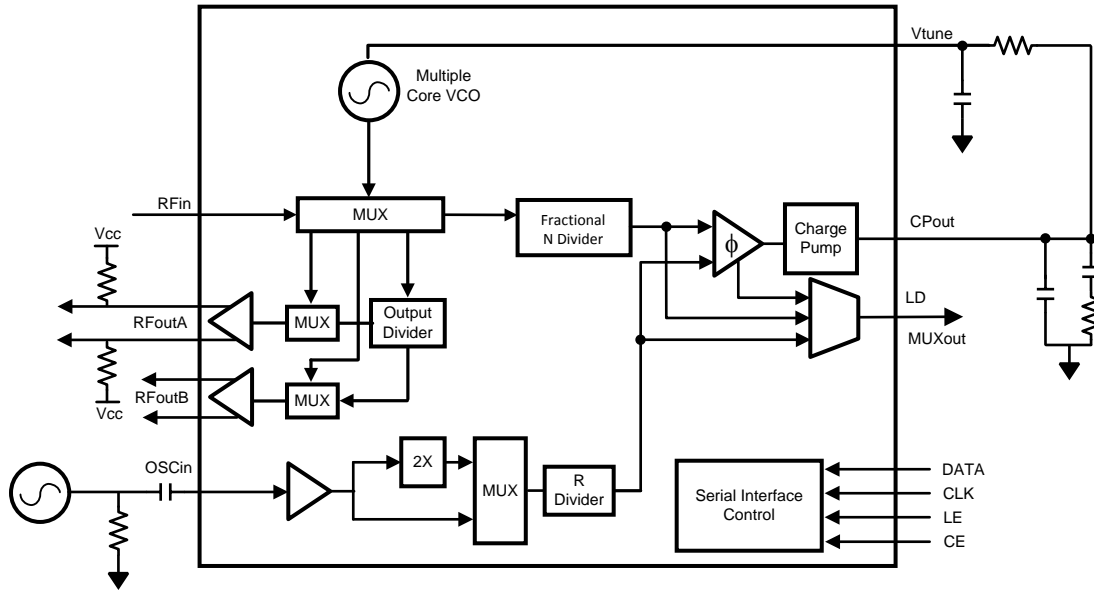 Vtune
Multiple
Core VCO
RFin
MUX
Fractional
N Divider
ϕ
Charge
Pump
CPout
Vcc
RFoutA
MUX
Output
Divider
LD
MUXout
Vcc
RFoutB
MUX
OSCin
2X
MUX
R
Divider
Serial Interface
Control
DATA
CLK
LE
CE